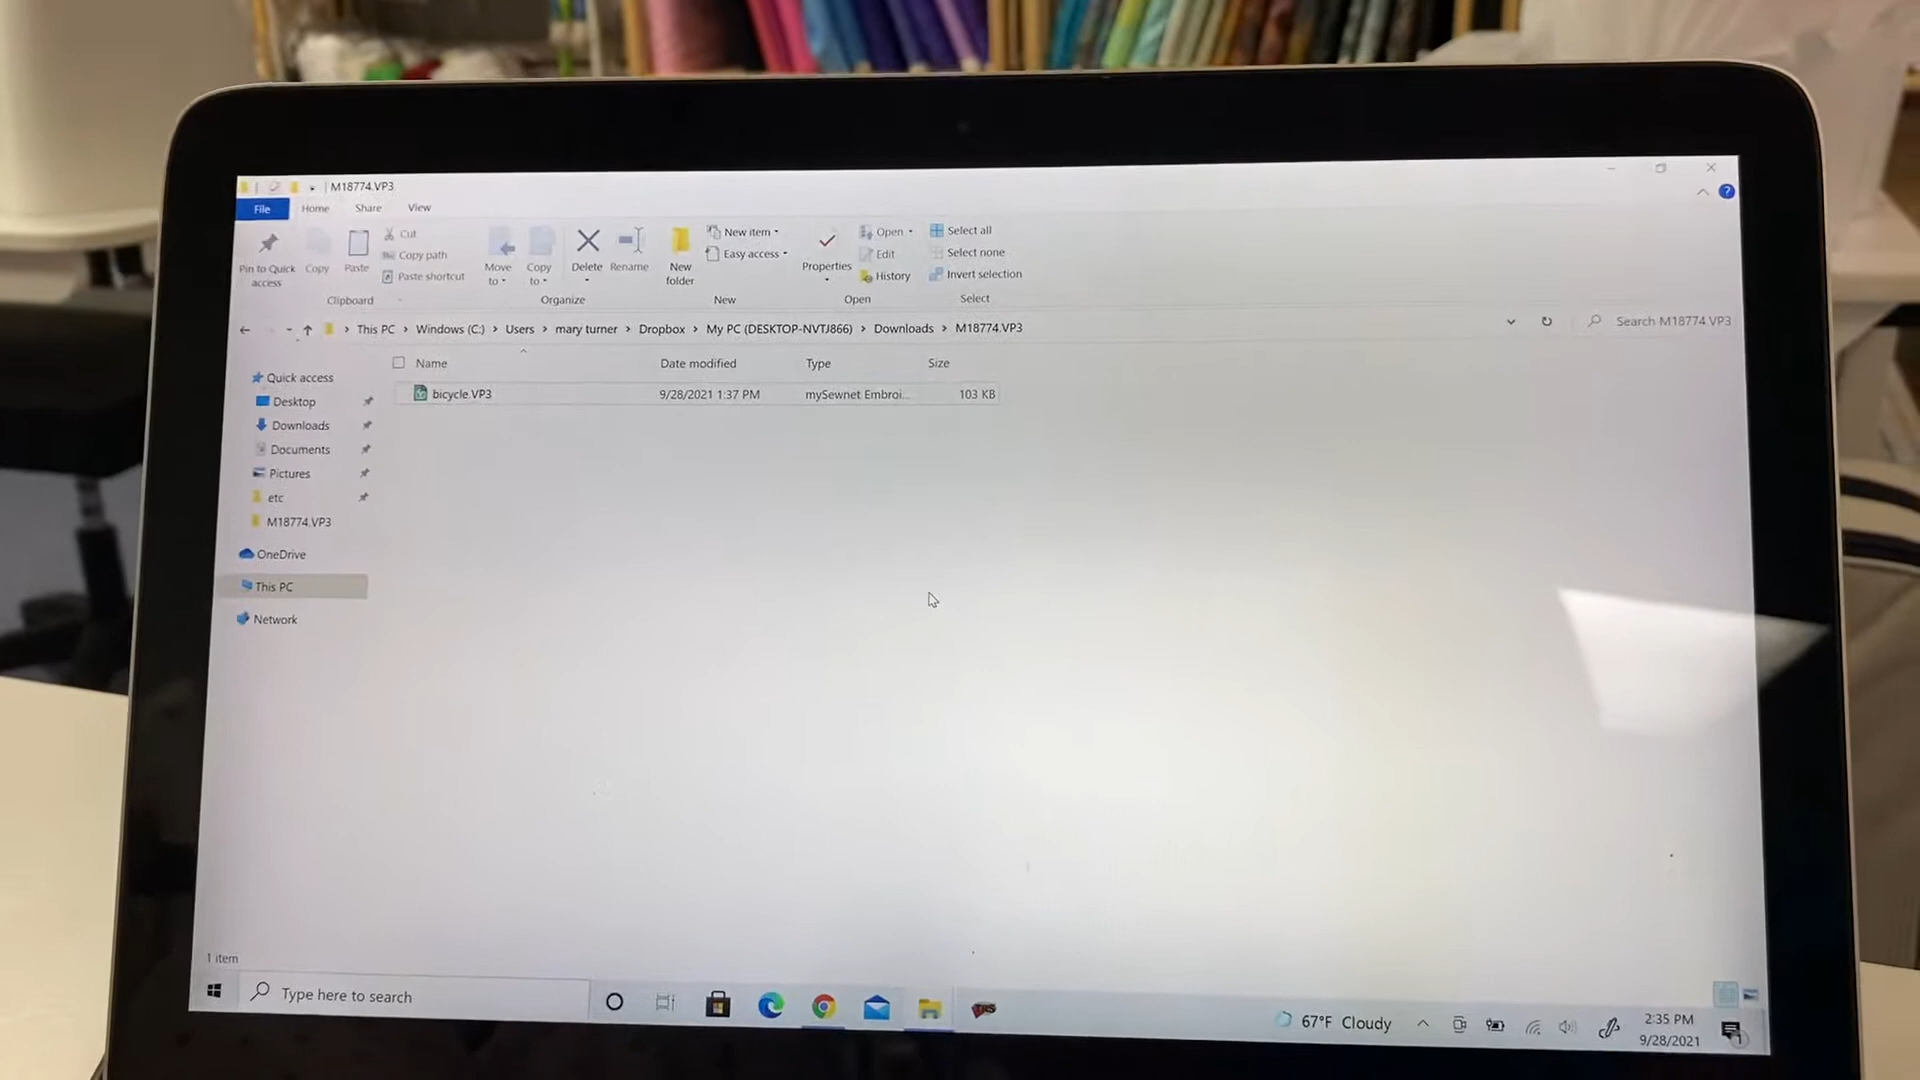 M18774.VP3
File Home Share View
Pin to Quick access
Copy
Paste
Cut
Copy path
Paste shortcut
Clipboard
Move to
Copy to
Delete
Rename
Organize
New folder
New item
Easy access
New
Properties
Open
Edit
History
Open
Select all
Select none
Invert selection
Select
This PC > Windows (C:) > Users > mary turner > Dropbox > My PC (DESKTOP-NVTJ866) > Downloads > M18774.VP3
Search M18774.VP3
Name Date modified Type Size
bicycle.VP3 9/28/2021 1:37 PM mySewnet Embroi... 103 KB
Quick access
Desktop
Downloads
Documents
Pictures
etc
M18774.VP3
OneDrive
This PC
Network
1 item
Type here to search
67°F Cloudy
2:35 PM
9/28/2021
1